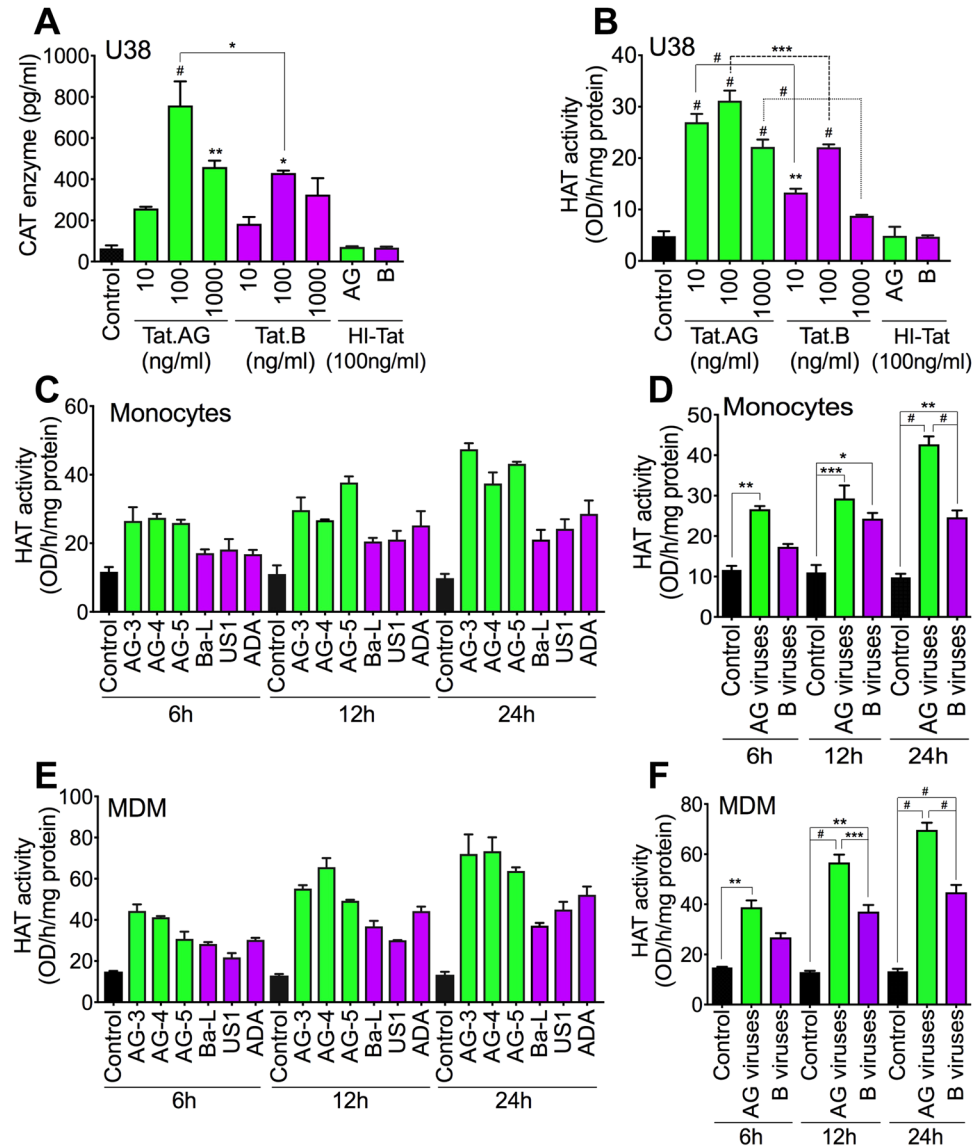 A
U38
CAT enzyme (pg/ml)
1000
800
600
400
200
0
#
**
*
*
Control
10
100
1000
10
100
1000
AG
B
Tat.AG
(ng/ml)
Tat.B
(ng/ml)
HI-Tat
(100ng/ml)
B
U38
HAT activity
(OD/h/mg protein)
40
30
20
10
0
#
***
#
#
#
#
**
*
Control
10
100
1000
10
100
1000
AG
B
Tat.AG
(ng/ml)
Tat.B
(ng/ml)
HI-Tat
(100ng/ml)
C
Monocytes
HAT activity
(OD/h/mg protein)
60
40
20
0
Control
AG-3
AG-4
AG-5
Ba-L
US1
ADA
Control
AG-3
AG-4
AG-5
Ba-L
US1
ADA
Control
AG-3
AG-4
AG-5
Ba-L
US1
ADA
6h
12h
24h
D
Monocytes
HAT activity
(OD/h/mg protein)
50
40
30
20
10
0
**
*
***
**
#
#
Control
AG viruses
B viruses
Control
AG viruses
B viruses
Control
AG viruses
B viruses
6h
12h
24h
E
MDM
HAT activity
(OD/h/mg protein)
100
80
60
40
20
0
Control
AG-3
AG-4
AG-5
Ba-L
US1
ADA
Control
AG-3
AG-4
AG-5
Ba-L
US1
ADA
Control
AG-3
AG-4
AG-5
Ba-L
US1
ADA
6h
12h
24h
F
MDM
HAT activity
(OD/h/mg protein)
80
60
40
20
0
**
**
#
***
#
#
#
Control
AG viruses
B viruses
Control
AG viruses
B viruses
Control
AG viruses
B viruses
6h
12h
24h